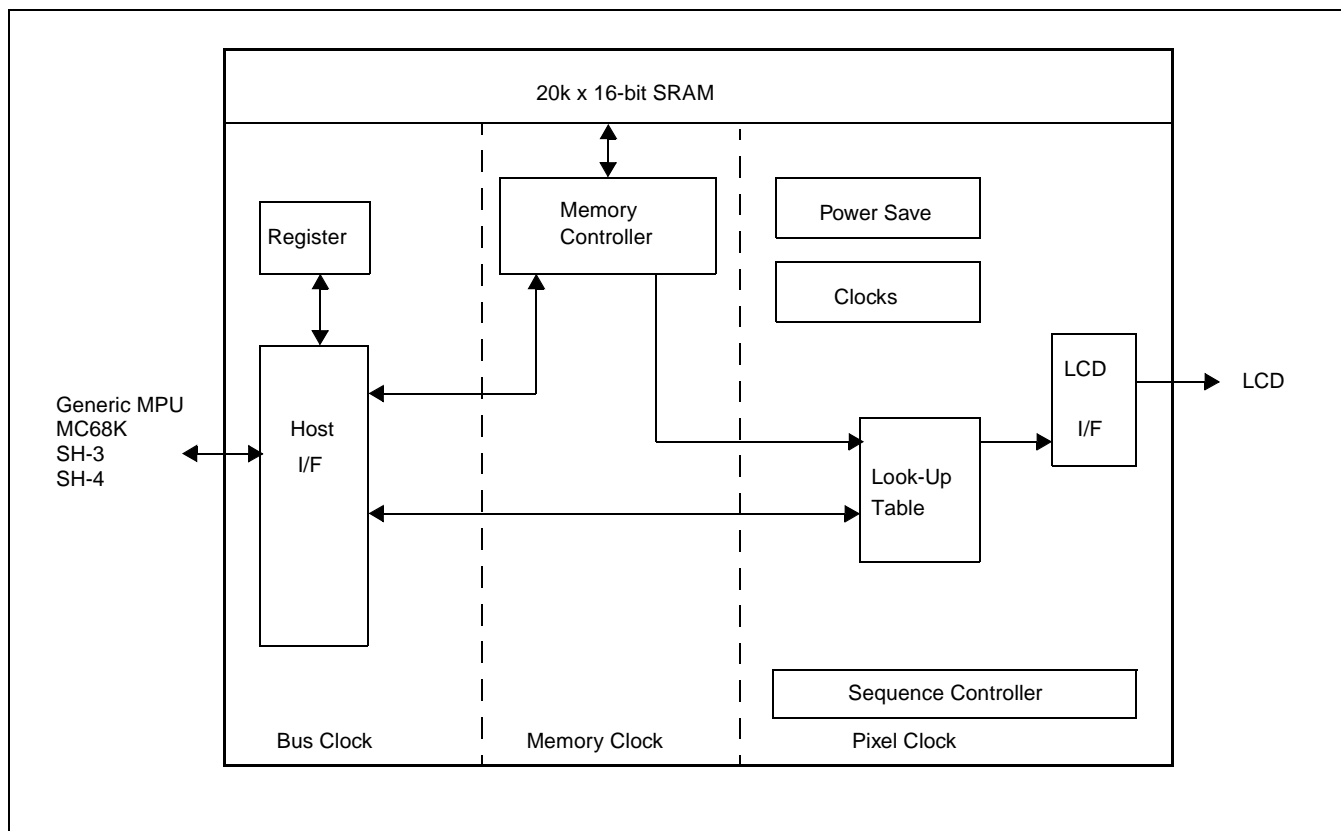 20k x 16-bit SRAM
Memory
Controller
Power Save
Register
Clocks
LCD
I/F
LCD
Generic MPU
MC68K
SH-3
SH-4
Host
I/F
Look-Up
Table
Sequence Controller
Bus Clock
Memory Clock
Pixel Clock